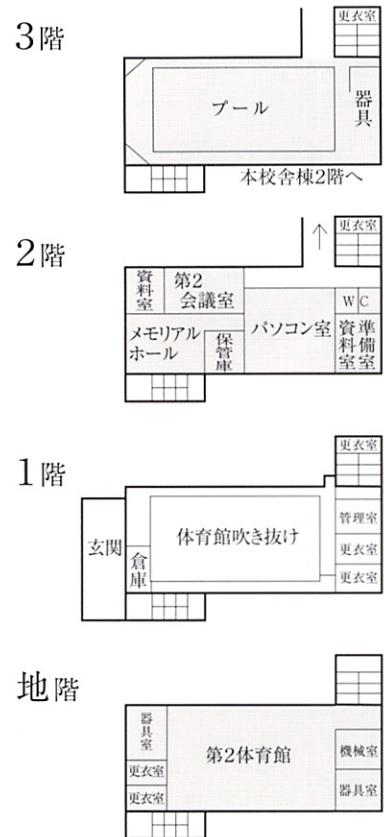 3階
更衣室
プール
器具
本校舎棟2階へ
2階
更衣室
資料室
第2
会議室
メモリアル
ホール
保管庫
パソコン室
WC
資料室
準備室
1階
更衣室
玄関
倉庫
体育館吹き抜け
管理室
更衣室
更衣室
地階
器具室
更衣室
更衣室
第2体育館
機械室
器具室